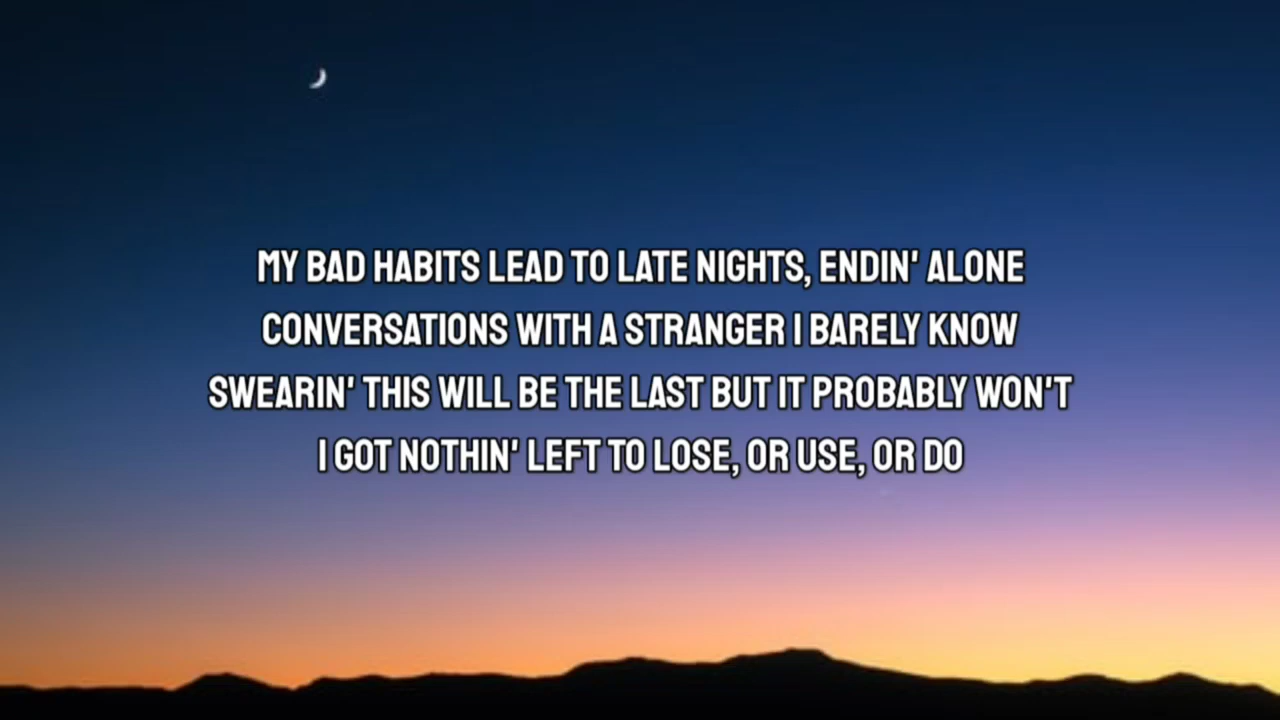 MY BAD HABITS LEAD TO LATE NIGHTS, ENDIN' ALONE
CONVERSATIONS WITH A STRANGER I BARELY KNOW
SWEARIN' THIS WILL BE THE LAST BUT IT PROBABLY WON'T
I GOT NOTHIN' LEFT TO LOSE, OR USE, OR DO